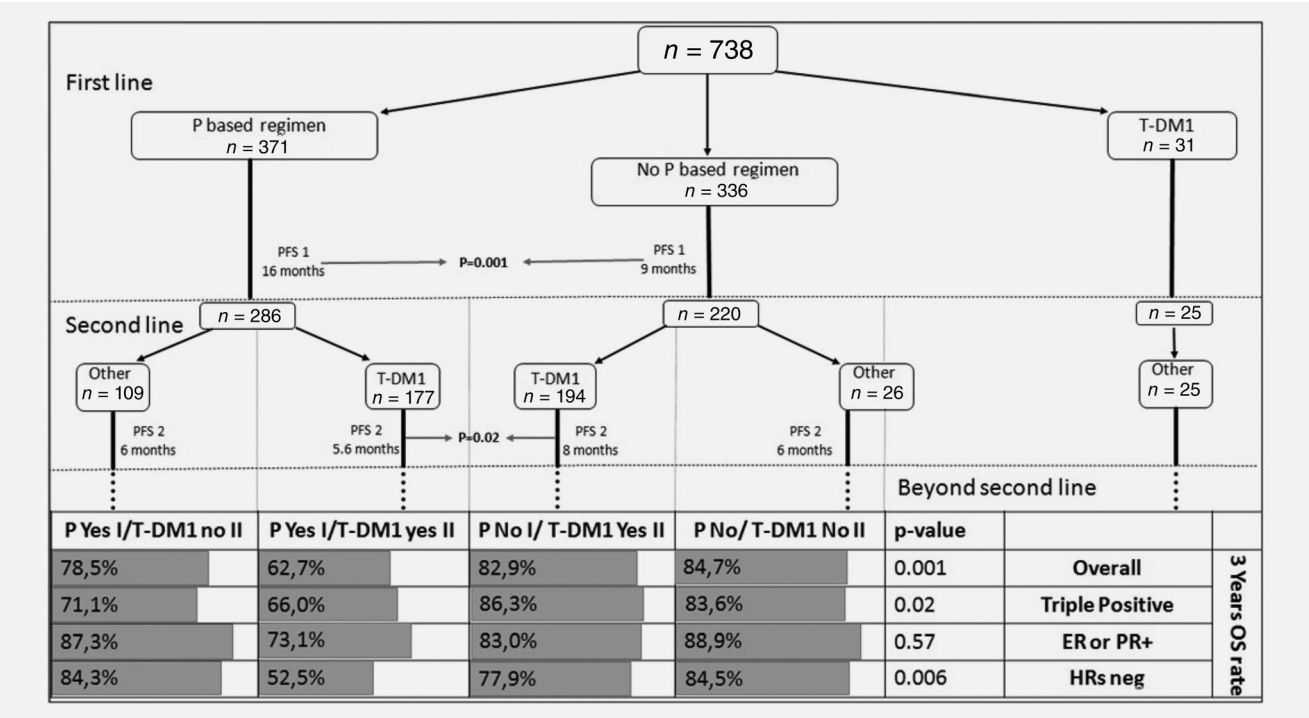 n = 738
First line
P based regimen
n = 371
No P based regimen
n = 336
T-DM1
n = 31
PFS 1
16 months
P=0.001
PFS 1
9 months
Second line
n = 286
n = 220
n = 25
Other
n = 109
T-DM1
n = 177
T-DM1
n = 194
Other
n = 26
Other
n = 25
PFS 2
6 months
PFS 2
5.6 months
P=0.02
PFS 2
8 months
PFS 2
6 months
Beyond second line
P Yes I/T-DM1 no II P Yes I/T-DM1 yes II P No I/ T-DM1 Yes II P No/ T-DM1 No II p-value
78,5% 62,7% 82,9% 84,7% 0.001 Overall
71,1% 66,0% 86,3% 83,6% 0.02 Triple Positive
87,3% 73,1% 83,0% 88,9% 0.57 ER or PR+
84,3% 52,5% 77,9% 84,5% 0.006 HRs neg
3 Years OS rate